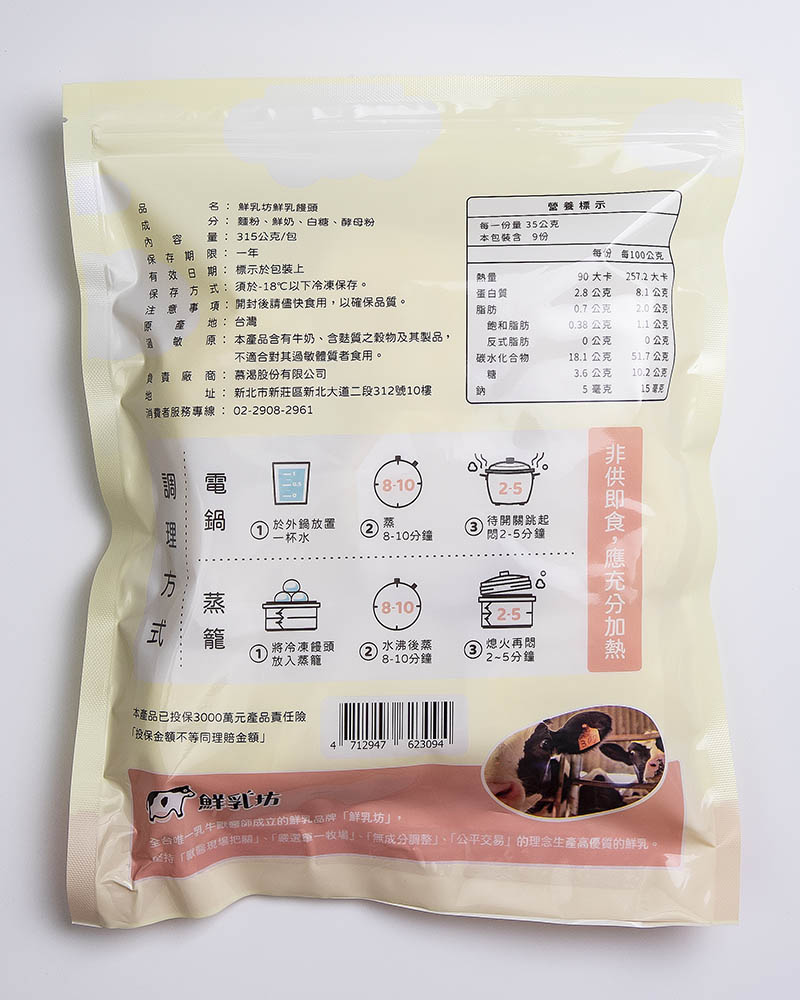 品名：鮮乳坊鮮乳饅頭
成分：麵粉、鮮奶、白糖、酵母粉
內容量：315公克/包
保存期限：一年
有效日期：標示於包裝上
保存方式：須於-18℃以下冷凍保存。
注意事項：開封後請儘快食用，以確保品質。
原產地：台灣
過敏原：本產品含有牛奶、含麩質之穀物及其製品，
不適合對其過敏體質者食用。
負責廠商：慕渴股份有限公司
地址：新北市新莊區新北大道二段312號10樓
消費者服務專線：02-2908-2961
營養標示
每一份量 35公克
本包裝含 9份
每份 每100公克
熱量 90 大卡 257.2 大卡
蛋白質 2.8 公克 8.1 公克
脂肪 0.7 公克 2.0 公克
飽和脂肪 0.38 公克 1.1 公克
反式脂肪 0 公克 0 公克
碳水化合物 18.1 公克 51.7 公克
糖 3.6 公克 10.2 公克
鈉 5 毫克 15 毫克
調理方式
電鍋
8-10
2-5
① 於外鍋放置
一杯水
② 蒸
8-10分鐘
③ 待開關跳起
悶2-5分鐘
蒸籠
8-10
2-5
① 將冷凍饅頭
放入蒸籠
② 水沸後蒸
8-10分鐘
③ 熄火再悶
2~5分鐘
非供即食，應充分加熱
本產品已投保3000萬元產品責任險
「投保金額不等同理賠金額」
4 712947 623094
鮮乳坊
全台唯一乳牛獸醫師成立的鮮乳品牌「鮮乳坊」，
堅持「獸醫現場把關」、「嚴選單一牧場」、「無成分調整」、「公平交易」的理念生產高優質的鮮乳。